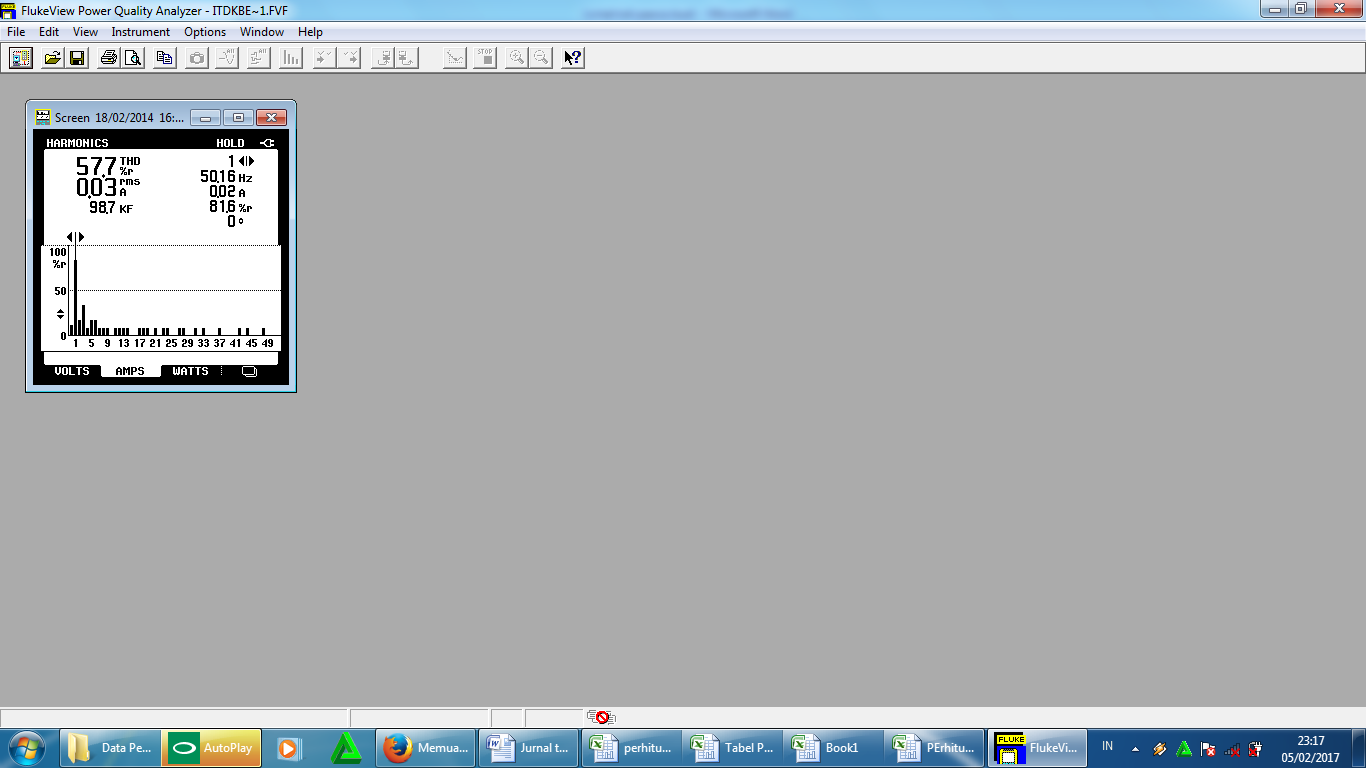 FLUKE
FlukeView Power Quality Analyzer - ITDKBE~1.FVF
File Edit View Instrument Options Window Help
STOP
Screen 18/02/2014 16:...
HARMONICS HOLD
57.7 THD %r
0.03 rms A
98.7 KF
1
50.16 Hz
0.02 A
81.6 %r
0 °
100
%r
50
0
1 5 9 13 17 21 25 29 33 37 41 45 49
VOLTS AMPS WATTS
Data Pe... AutoPlay Memua... Jurnal t... perhitu... Tabel P... Book1 PErhitu... FLUKE FlukeVi... IN
23:17
05/02/2017